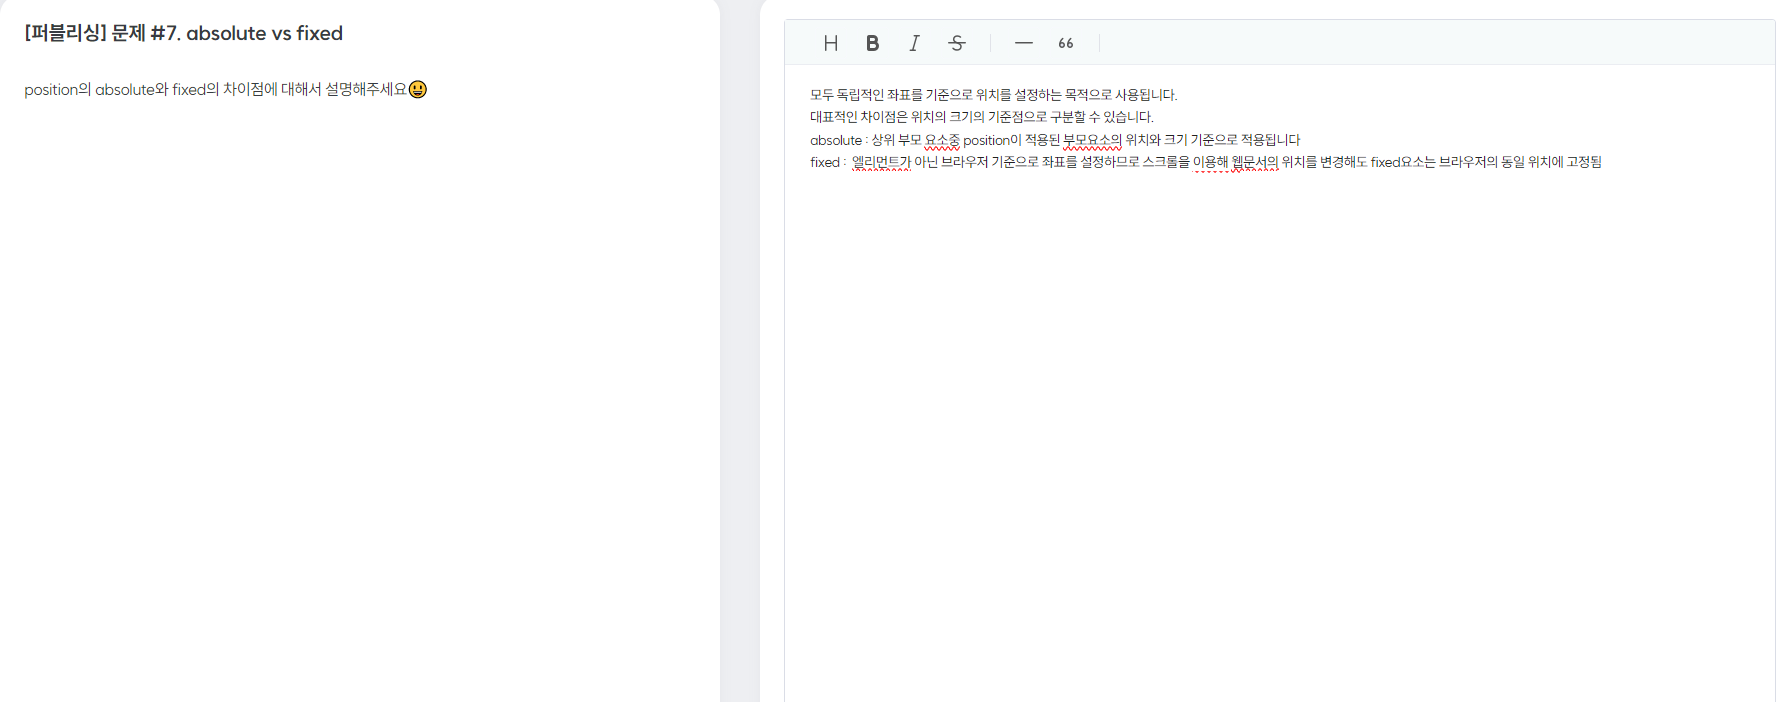 [퍼블리싱] 문제 #7. absolute vs fixed
position의 absolute와 fixed의 차이점에 대해서 설명해주세요😃
H B I S — 66
모두 독립적인 좌표를 기준으로 위치를 설정하는 목적으로 사용됩니다.
대표적인 차이점은 위치의 크기의 기준점으로 구분할 수 있습니다.
absolute : 상위 부모 요소중 position이 적용된 부모요소의 위치와 크기 기준으로 적용됩니다
fixed : 엘리먼트가 아닌 브라우저 기준으로 좌표를 설정하므로 스크롤을 이용해 웹문서의 위치를 변경해도 fixed요소는 브라우저의 동일 위치에 고정됨